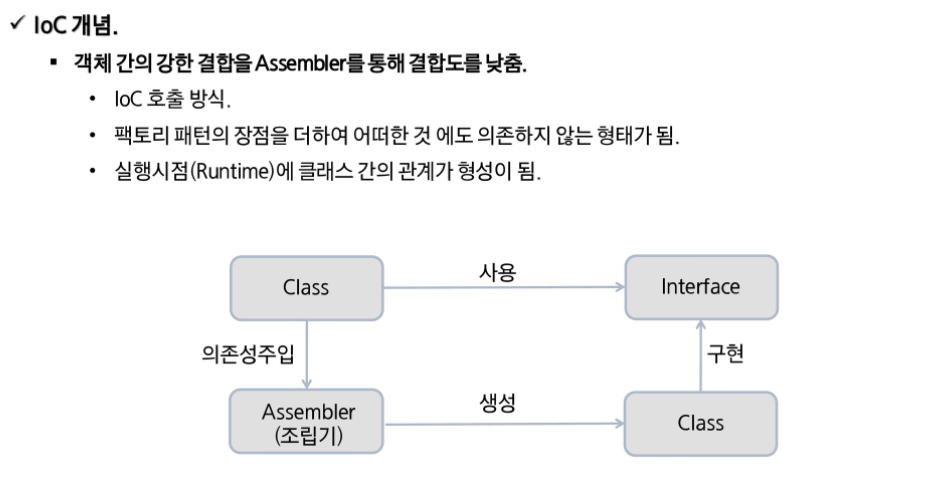 ✓ IoC 개념.
▪ 객체 간의 강한 결합을 Assembler를 통해 결합도를 낮춤.
• IoC 호출 방식.
• 팩토리 패턴의 장점을 더하여 어떠한 것 에도 의존하지 않는 형태가 됨.
• 실행시점(Runtime)에 클래스 간의 관계가 형성이 됨.
Class
사용
Interface
의존성주입
구현
Assembler
(조립기)
생성
Class